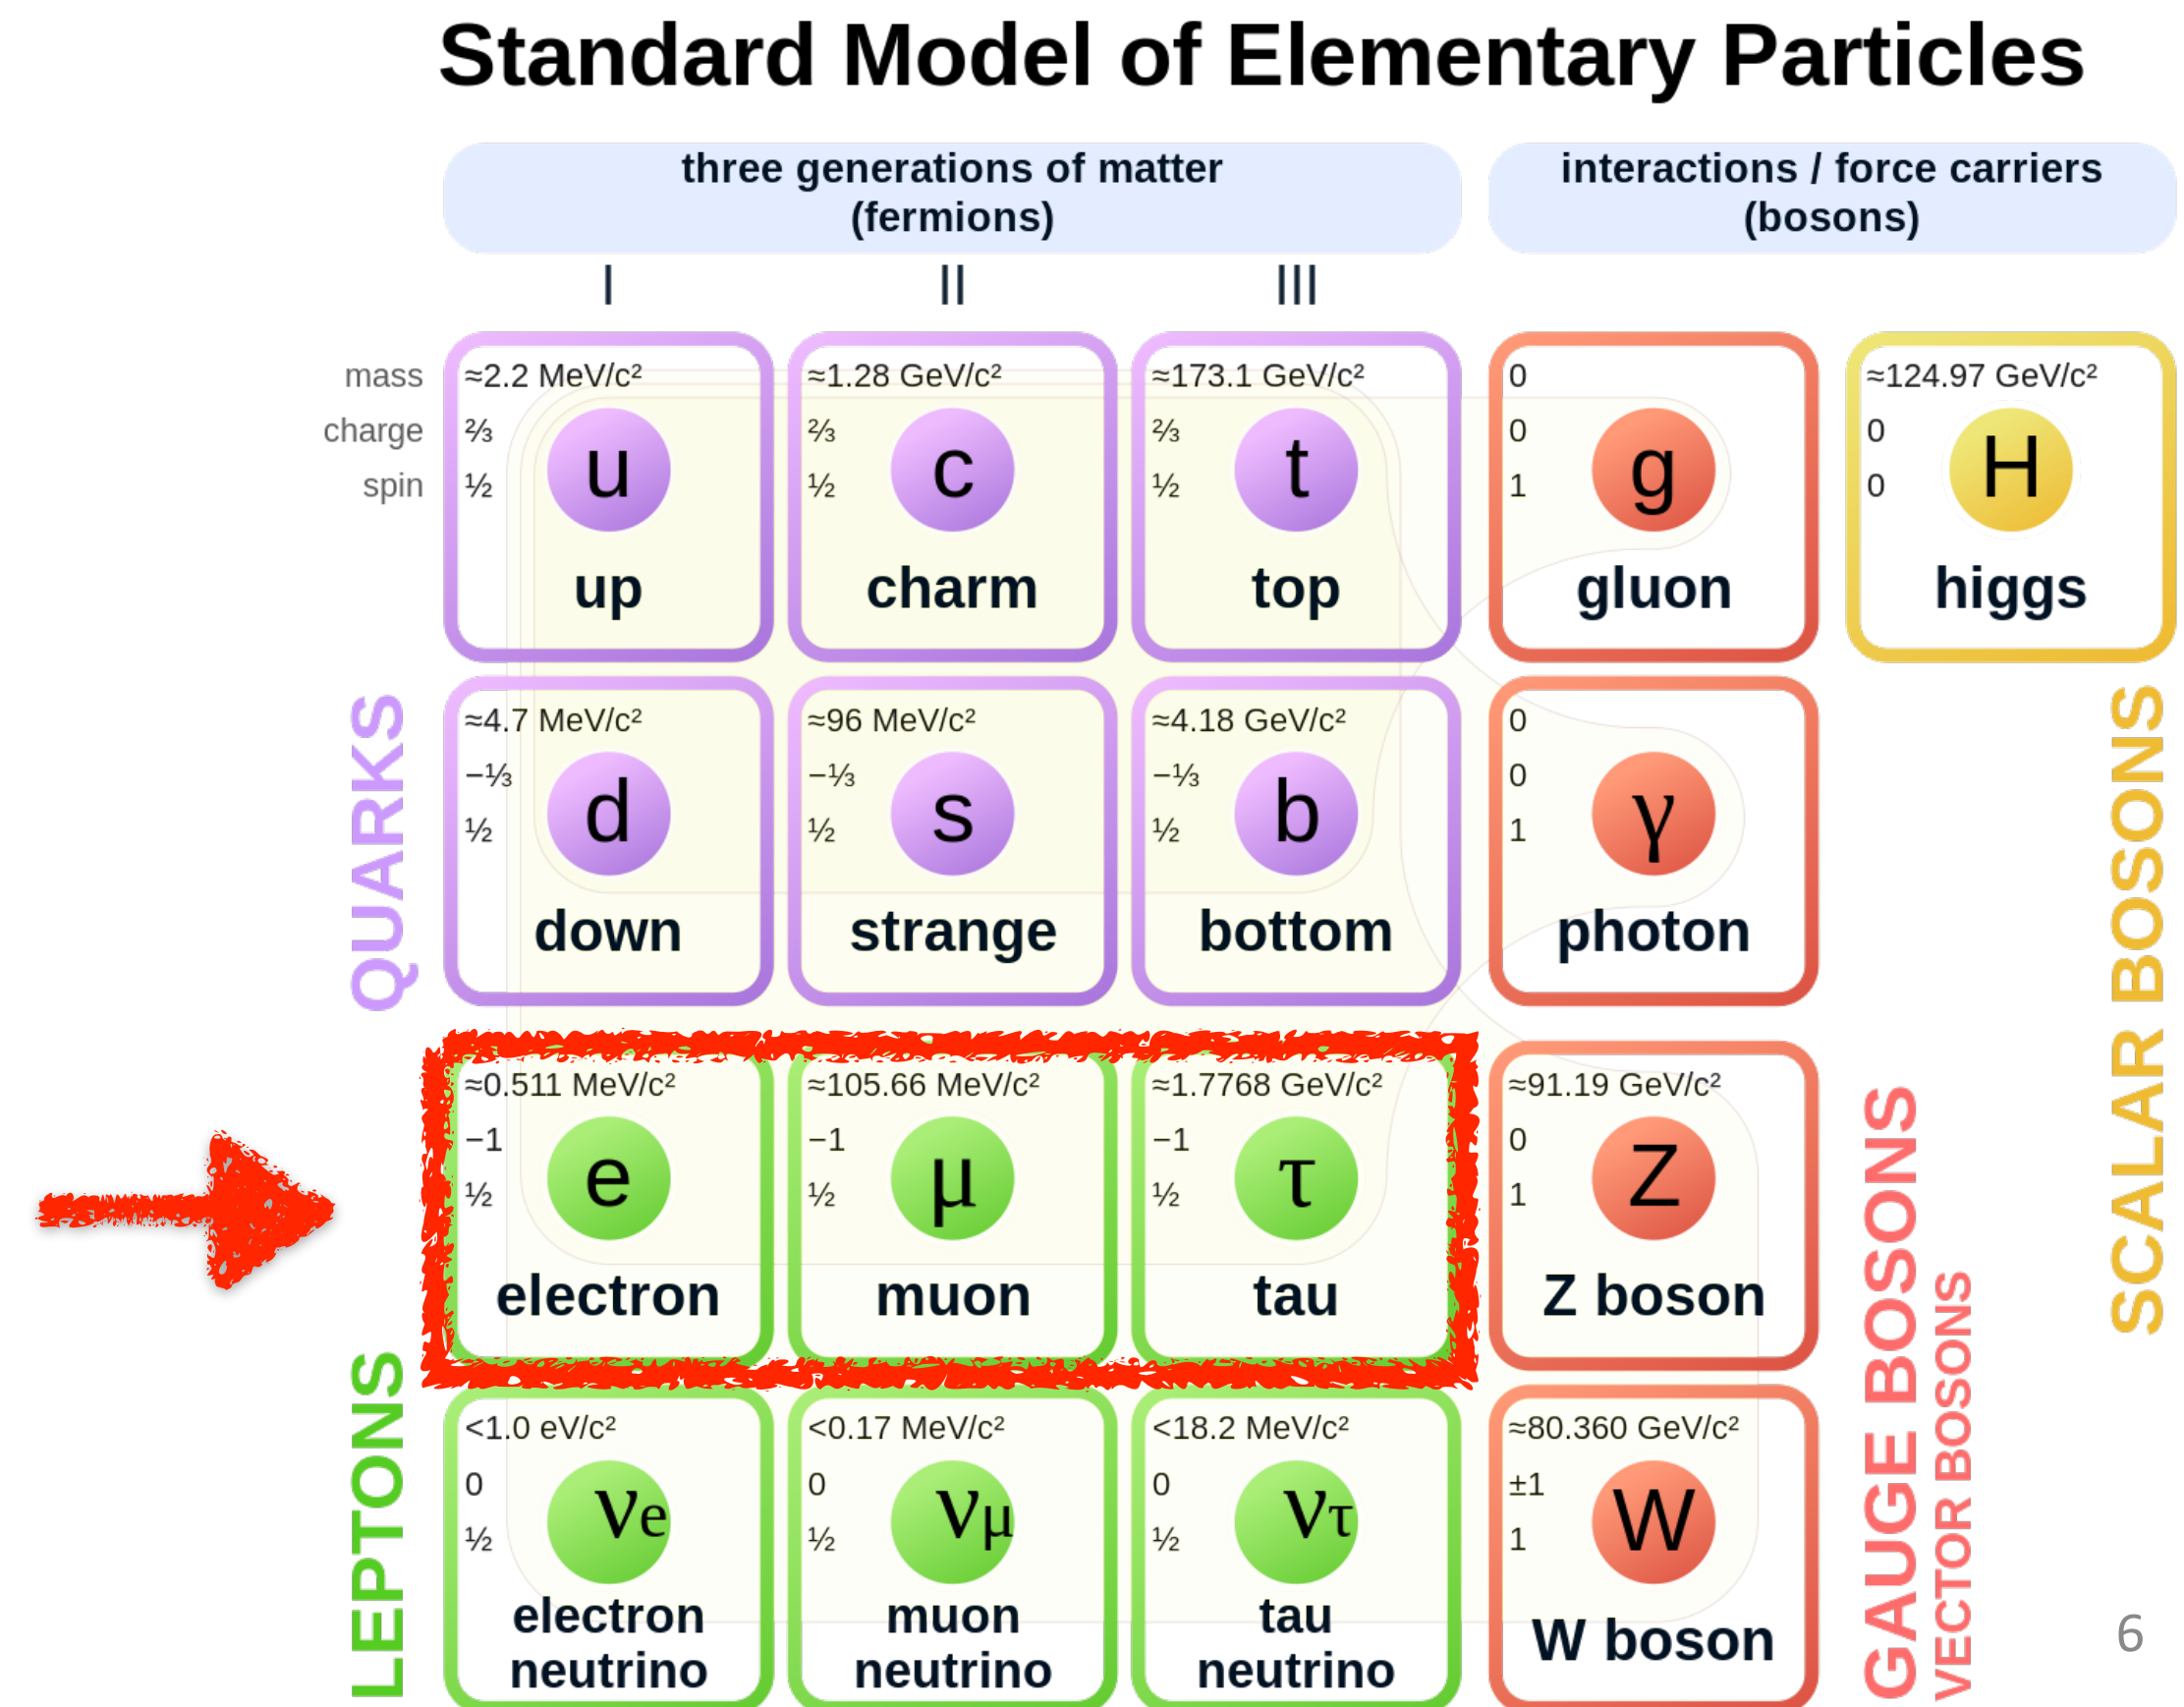 Standard Model of Elementary Particles
three generations of matter
(fermions)
interactions / force carriers
(bosons)
I
II
III
mass
charge
spin
≈2.2 MeV/c²
⅔
½
u
up
≈1.28 GeV/c²
⅔
½
c
charm
≈173.1 GeV/c²
⅔
½
t
top
0
0
1
g
gluon
≈124.97 GeV/c²
0
0
H
higgs
QUARKS
≈4.7 MeV/c²
−⅓
½
d
down
≈96 MeV/c²
−⅓
½
s
strange
≈4.18 GeV/c²
−⅓
½
b
bottom
0
0
1
γ
photon
SCALAR BOSONS
LEPTONS
≈0.511 MeV/c²
−1
½
e
electron
≈105.66 MeV/c²
−1
½
μ
muon
≈1.7768 GeV/c²
−1
½
τ
tau
≈91.19 GeV/c²
0
1
Z
Z boson
GAUGE BOSONS
VECTOR BOSONS
<1.0 eV/c²
0
½
νe
electron
neutrino
<0.17 MeV/c²
0
½
νμ
muon
neutrino
<18.2 MeV/c²
0
½
ντ
tau
neutrino
≈80.360 GeV/c²
±1
1
W
W boson
6